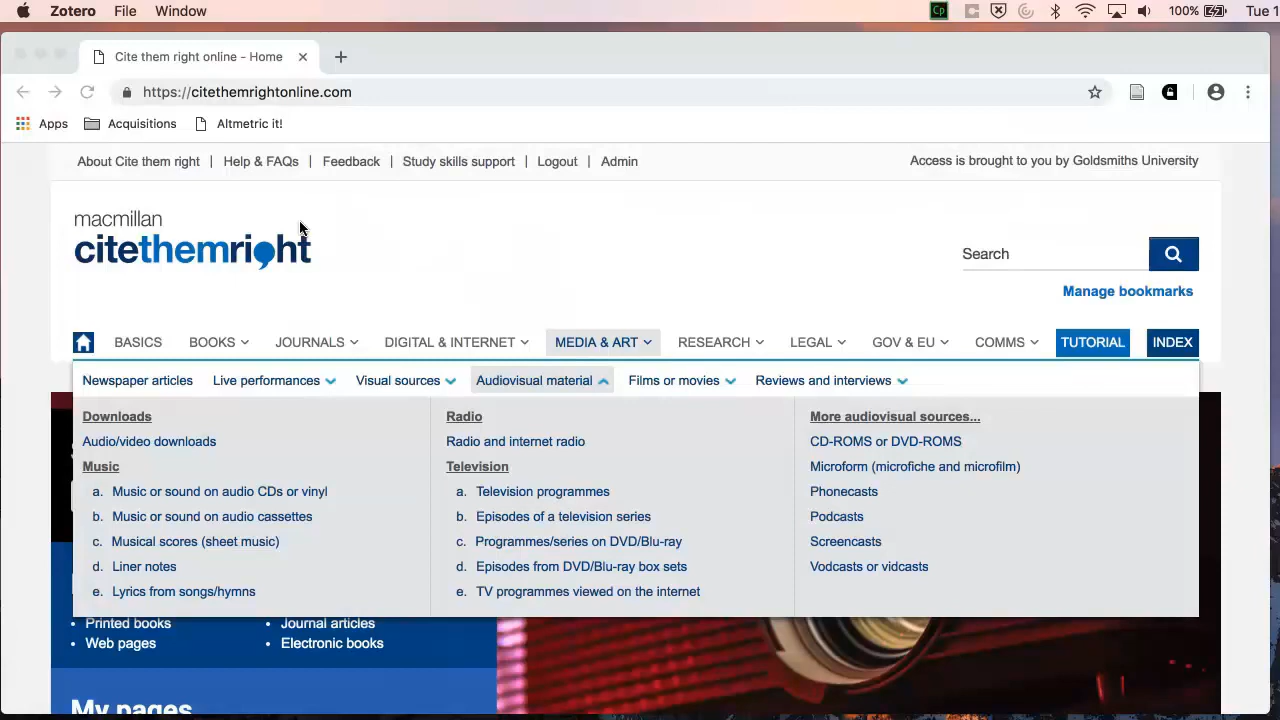 Zotero File Window 100% Tue 1
Cp
Cite them right online - Home
https://citethemrightonline.com
Apps Acquisitions Altmetric it!
About Cite them right | Help & FAQs | Feedback | Study skills support | Logout | Admin
Access is brought to you by Goldsmiths University
macmillan
citethemright
Search
Manage bookmarks
BASICS BOOKS JOURNALS DIGITAL & INTERNET MEDIA & ART RESEARCH LEGAL GOV & EU COMMS TUTORIAL INDEX
Newspaper articles Live performances Visual sources Audiovisual material Films or movies Reviews and interviews
Downloads
Audio/video downloads
Music
a. Music or sound on audio CDs or vinyl
b. Music or sound on audio cassettes
c. Musical scores (sheet music)
d. Liner notes
e. Lyrics from songs/hymns
Radio
Radio and internet radio
Television
a. Television programmes
b. Episodes of a television series
c. Programmes/series on DVD/Blu-ray
d. Episodes from DVD/Blu-ray box sets
e. TV programmes viewed on the internet
More audiovisual sources...
CD-ROMS or DVD-ROMS
Microform (microfiche and microfilm)
Phonecasts
Podcasts
Screencasts
Vodcasts or vidcasts
• Printed books
• Web pages
• Journal articles
• Electronic books
My pages